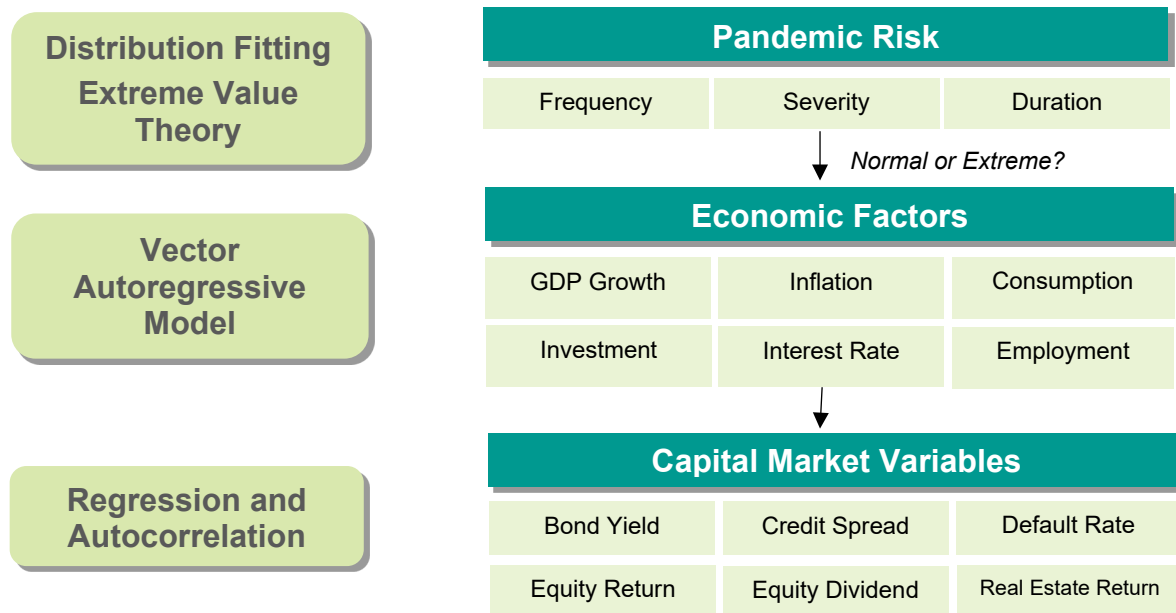 Distribution Fitting
Extreme Value
Theory
Pandemic Risk
Frequency
Severity
Duration
Normal or Extreme?
Vector
Autoregressive
Model
Economic Factors
GDP Growth
Inflation
Consumption
Investment
Interest Rate
Employment
Regression and
Autocorrelation
Capital Market Variables
Bond Yield
Credit Spread
Default Rate
Equity Return
Equity Dividend
Real Estate Return